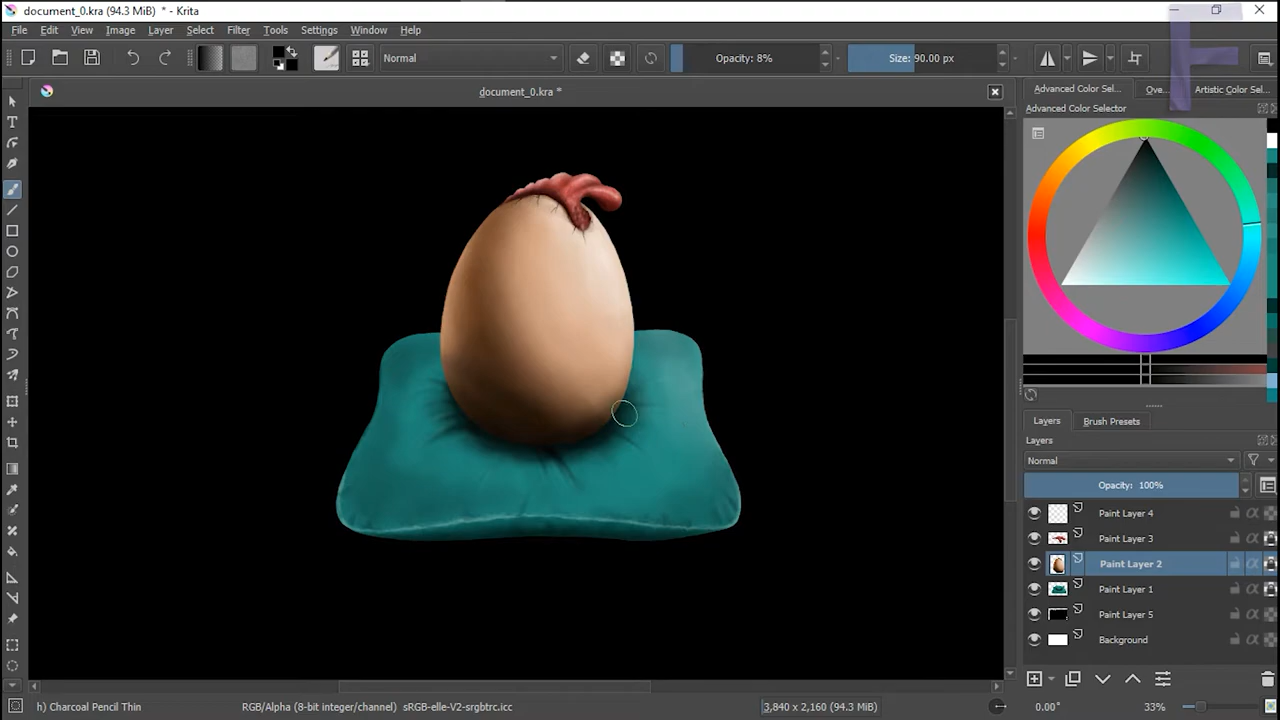 document_0.kra (94.3 MiB) * - Krita
F
File Edit View Image Layer Select Filter Tools Settings Window Help
Normal Opacity: 8% Size: 90.00 px
document_0.kra *
Advanced Color Sel... Ove... Artistic Color Sel...
Advanced Color Selector
Layers Brush Presets
Layers
Normal
Opacity: 100%
Paint Layer 4
Paint Layer 3
Paint Layer 2
Paint Layer 1
Paint Layer 5
Background
h) Charcoal Pencil Thin RGB/Alpha (8-bit integer/channel) sRGB-elle-V2-srgbtrc.icc 3,840 x 2,160 (94.3 MiB) 0.00° 33%